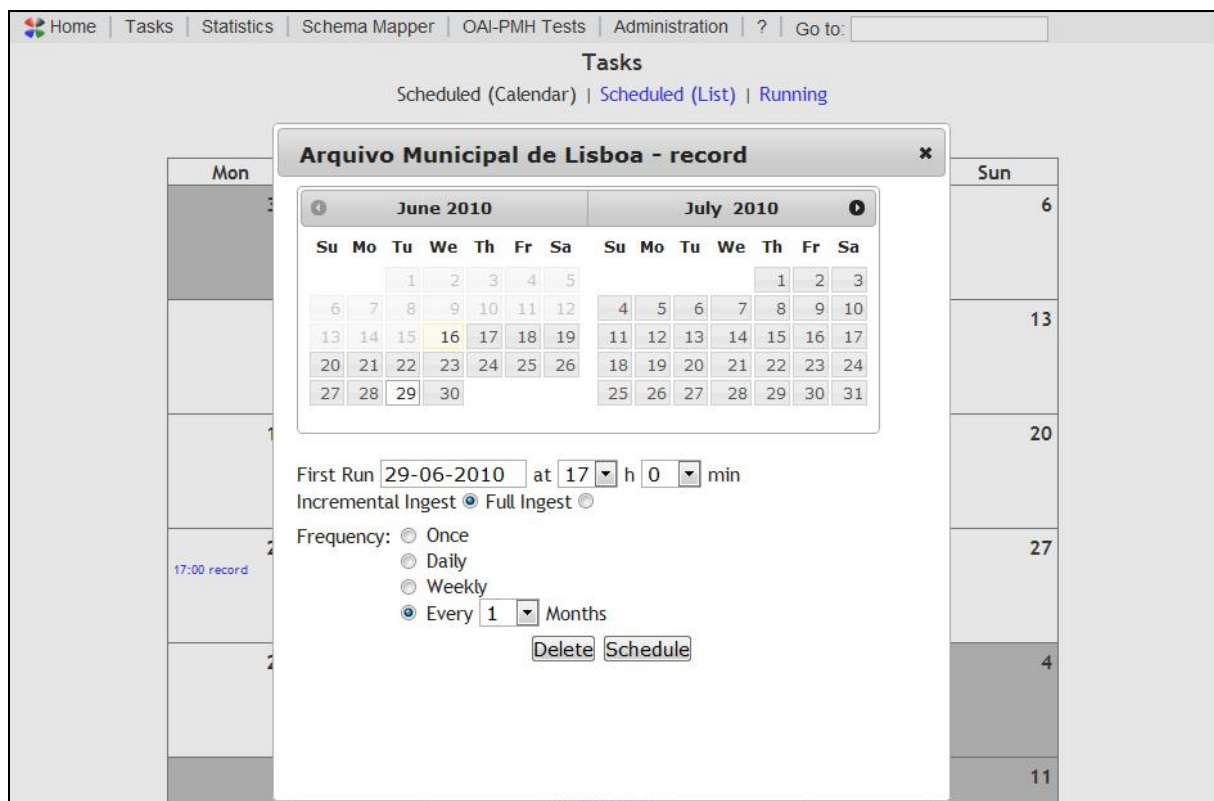 Home | Tasks | Statistics | Schema Mapper | OAI-PMH Tests | Administration | ? | Go to:
Tasks
Scheduled (Calendar) | Scheduled (List) | Running
Arquivo Municipal de Lisboa - record
Mon Sun
June 2010 July 2010
6
Su Mo Tu We Th Fr Sa Su Mo Tu We Th Fr Sa
1 2 3 4 5 1 2 3
6 7 8 9 10 11 12 4 5 6 7 8 9 10
13
13 14 15 16 17 18 19 11 12 13 14 15 16 17
20 21 22 23 24 25 26 18 19 20 21 22 23 24
27 28 29 30 25 26 27 28 29 30 31
20
First Run 29-06-2010 at 17 h 0 min
Incremental Ingest Full Ingest
Frequency: Once
27
Daily
17:00 record
Weekly
Every 1 Months
Delete Schedule
4
11